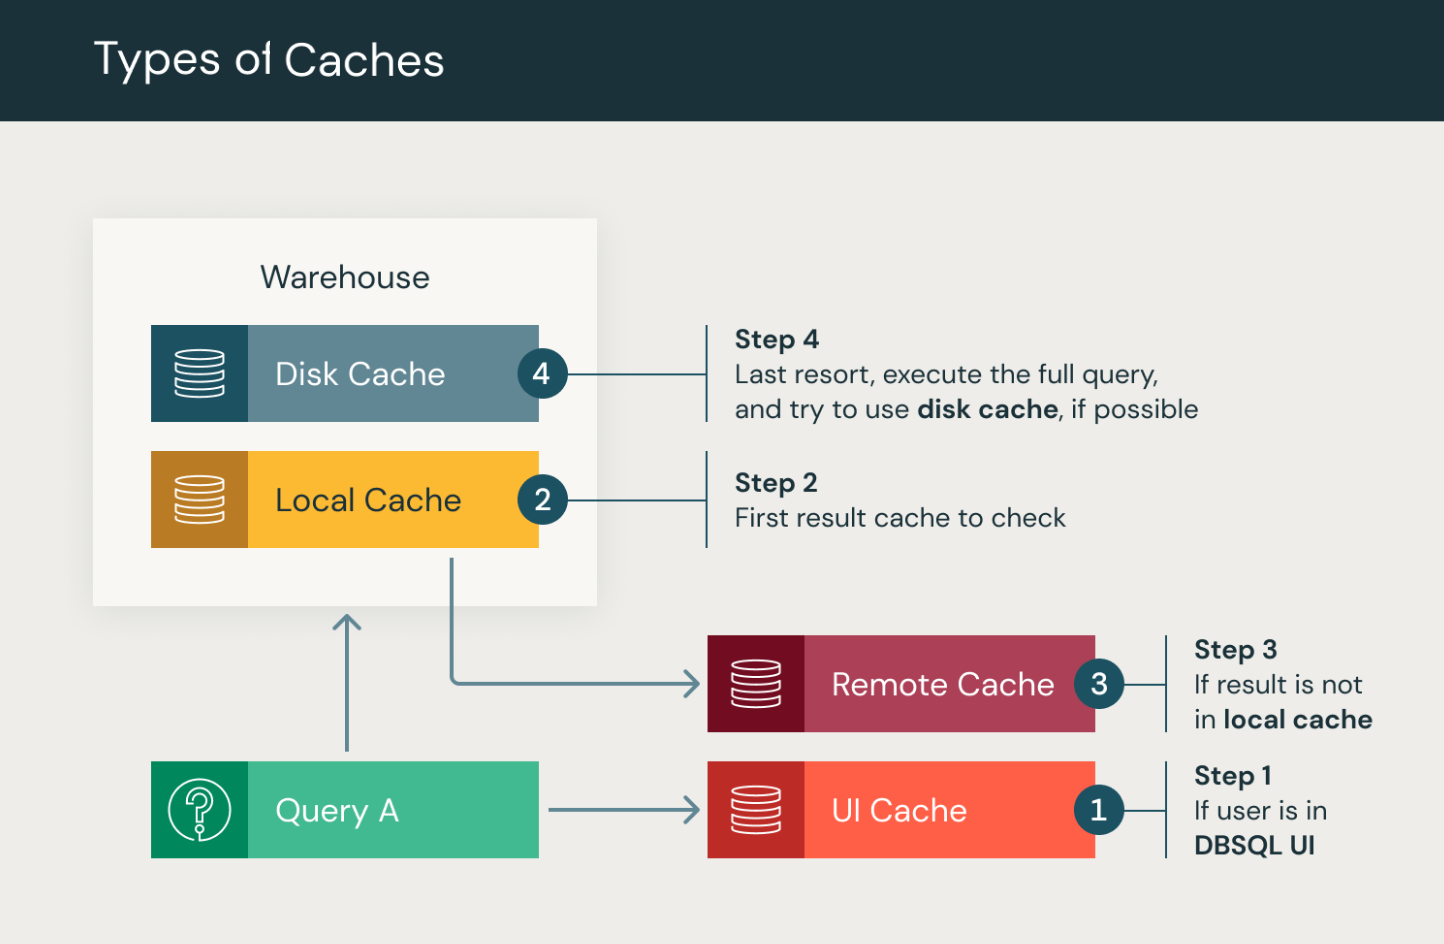 Types of Caches
Warehouse
Disk Cache
4
Step 4
Last resort, execute the full query,
and try to use disk cache, if possible
Local Cache
2
Step 2
First result cache to check
Remote Cache
3
Step 3
If result is not
in local cache
Query A
UI Cache
1
Step 1
If user is in
DBSQL UI